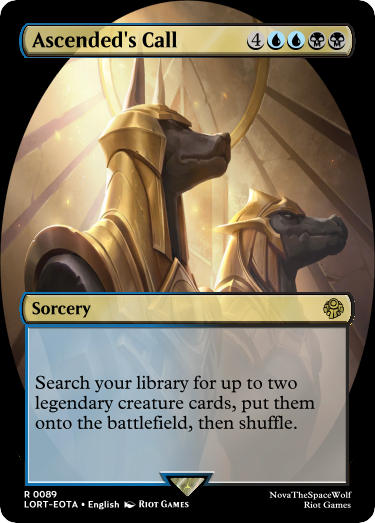 Ascended's Call 4
Sorcery
Search your library for up to two
legendary creature cards, put them
onto the battlefield, then shuffle.
R 0089
LORT-EOTA • English Riot Games
NovaTheSpaceWolf
Riot Games